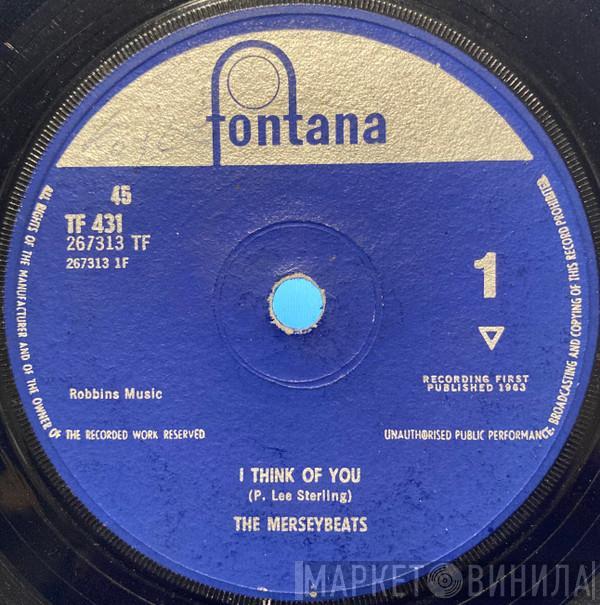 fontana
45
TF 431
267313 TF
267313 1F
1
Robbins Music
RECORDING FIRST
PUBLISHED 1963
ALL RIGHTS OF THE MANUFACTURER AND OF THE OWNER OF THE RECORDED WORK RESERVED
UNAUTHORISED PUBLIC PERFORMANCE, BROADCASTING AND COPYING OF THIS RECORD PROHIBITED
I THINK OF YOU
(P. Lee Sterling)
THE MERSEYBEATS
МАРКЕТ ВИНИЛА